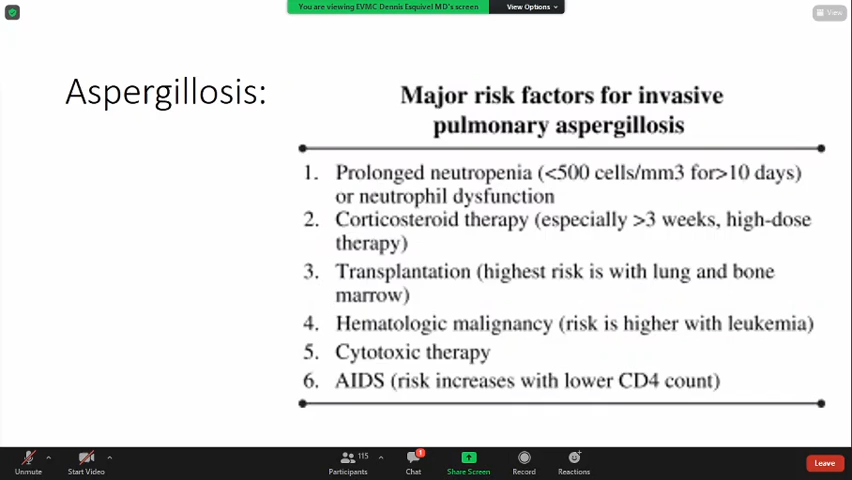 You are viewing EVMC Dennis Esquivel MD's screen
View Options
View
Aspergillosis:
Major risk factors for invasive
pulmonary aspergillosis
1. Prolonged neutropenia (<500 cells/mm3 for>10 days)
or neutrophil dysfunction
2. Corticosteroid therapy (especially >3 weeks, high-dose
therapy)
3. Transplantation (highest risk is with lung and bone
marrow)
4. Hematologic malignancy (risk is higher with leukemia)
5. Cytotoxic therapy
6. AIDS (risk increases with lower CD4 count)
Unmute
Start Video
115
Participants
1
Chat
Share Screen
Record
Reactions
Leave